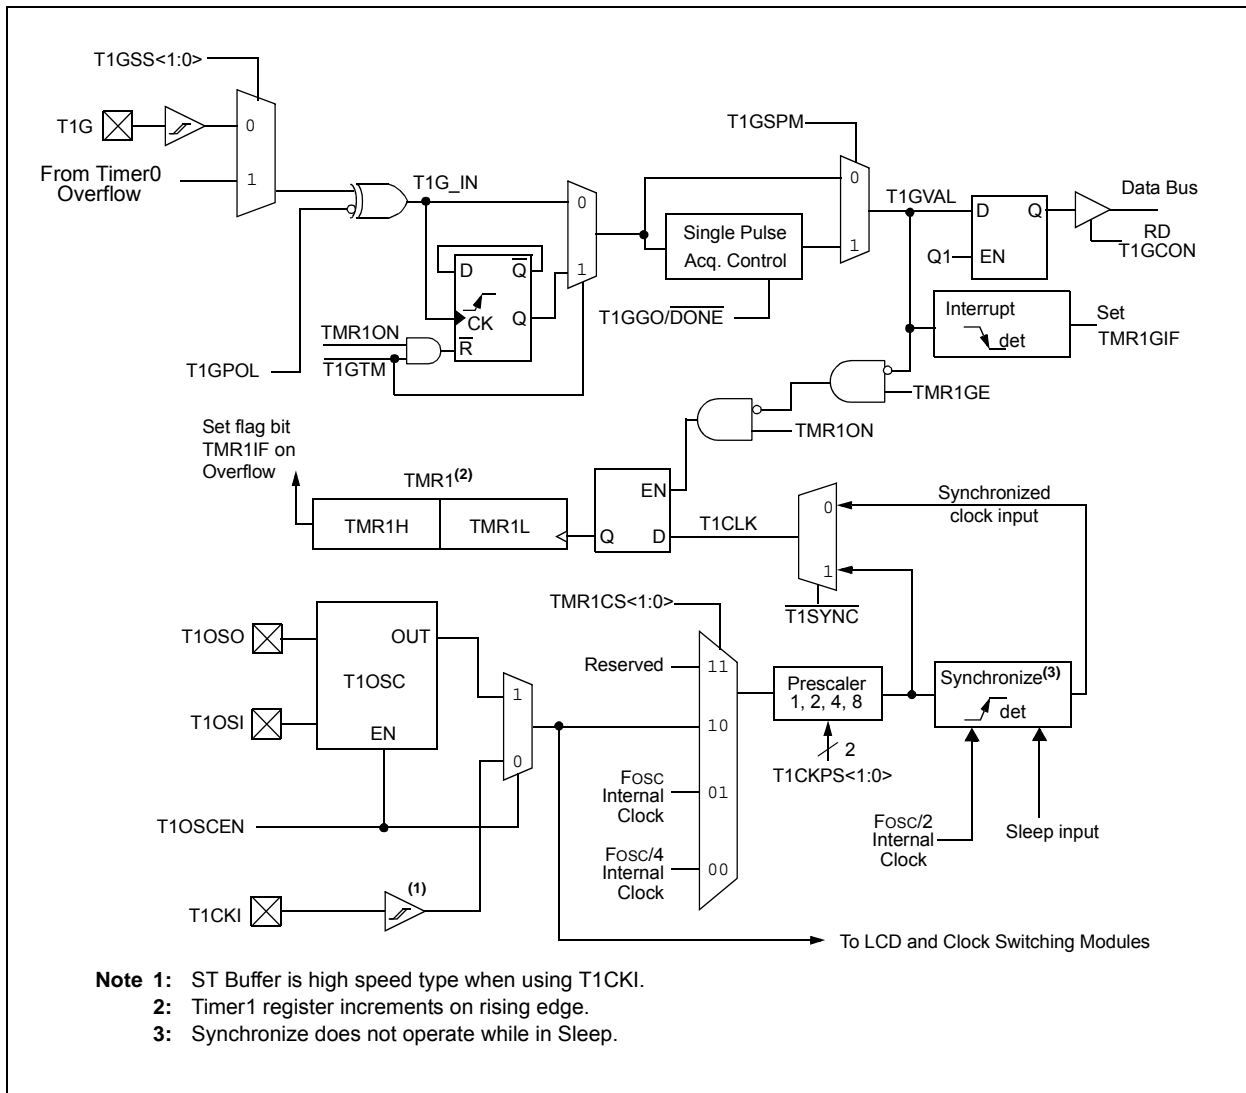 T1GSS<1:0>
T1G
0
From Timer0
Overflow
1
T1G_IN
T1GPOL
D
Q
CK
Q
R
TMR1ON
T1GTM
0
1
T1GSPM
0
1
Single Pulse
Acq. Control
T1GGO/DONE
T1GVAL
D
Q
Q1
EN
Data Bus
RD
T1GCON
Interrupt
det
Set
TMR1GIF
TMR1GE
TMR1ON
Set flag bit
TMR1IF on
Overflow
TMR1(2)
TMR1H
TMR1L
EN
Q
D
T1CLK
0
1
T1SYNC
Synchronized
clock input
TMR1CS<1:0>
T1OSO
OUT
T1OSC
T1OSI
EN
1
0
T1OSCEN
T1CKI
(1)
Reserved
11
10
FOSC
Internal
Clock
01
FOSC/4
Internal
Clock
00
Prescaler
1, 2, 4, 8
2
T1CKPS<1:0>
Synchronize(3)
det
FOSC/2
Internal
Clock
Sleep input
To LCD and Clock Switching Modules
Note 1: ST Buffer is high speed type when using T1CKI.
2: Timer1 register increments on rising edge.
3: Synchronize does not operate while in Sleep.